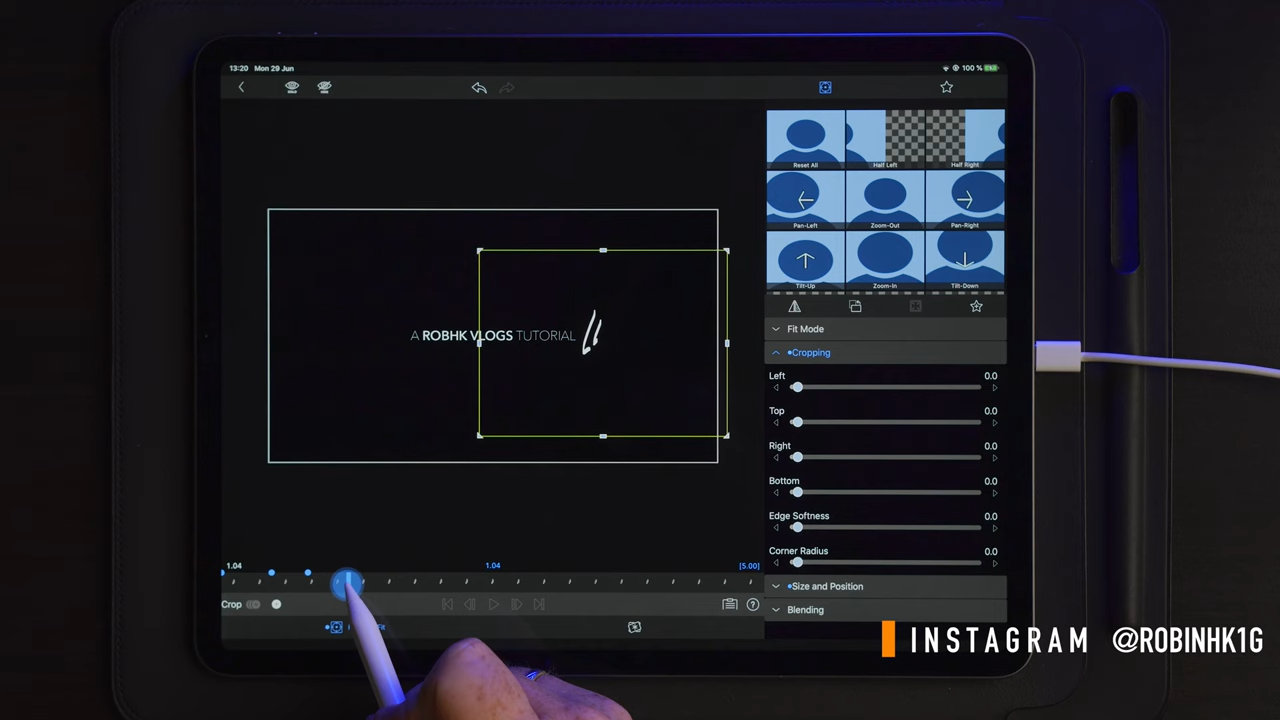 13:20 Mon 29 Jun
100 %
SOLO
HIDE
Reset All
Half Left
Half Right
Pan-Left
Zoom-Out
Pan-Right
Tilt-Up
Zoom-In
Tilt-Down
A ROBHK VLOGS TUTORIAL
Fit Mode
Cropping
Left 0.0
Top 0.0
Right 0.0
Bottom 0.0
Edge Softness 0.0
Corner Radius 0.0
Size and Position
Blending
1.04 1.04 [5.00]
Crop
INSTAGRAM @ROBINHK1G